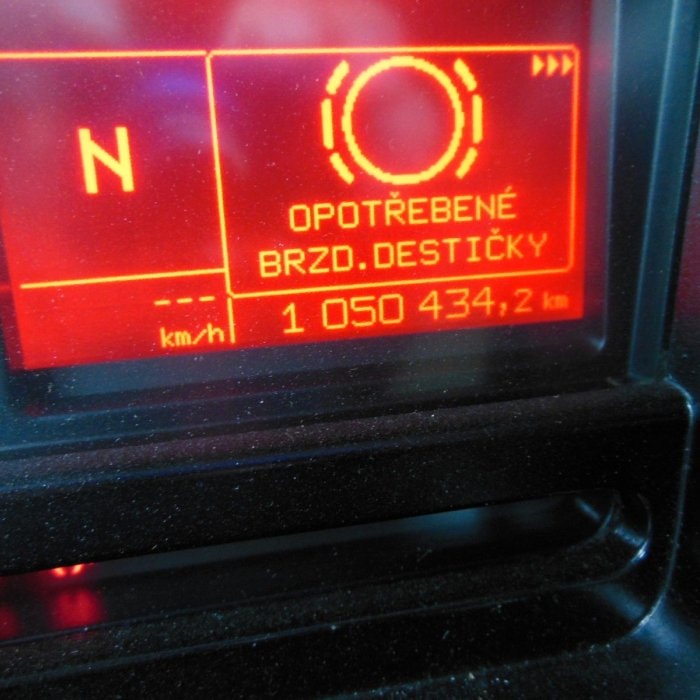 N
OPOTŘEBENÉ
BRZD.DESTIČKY
---
km/h
1 050 434,2 km